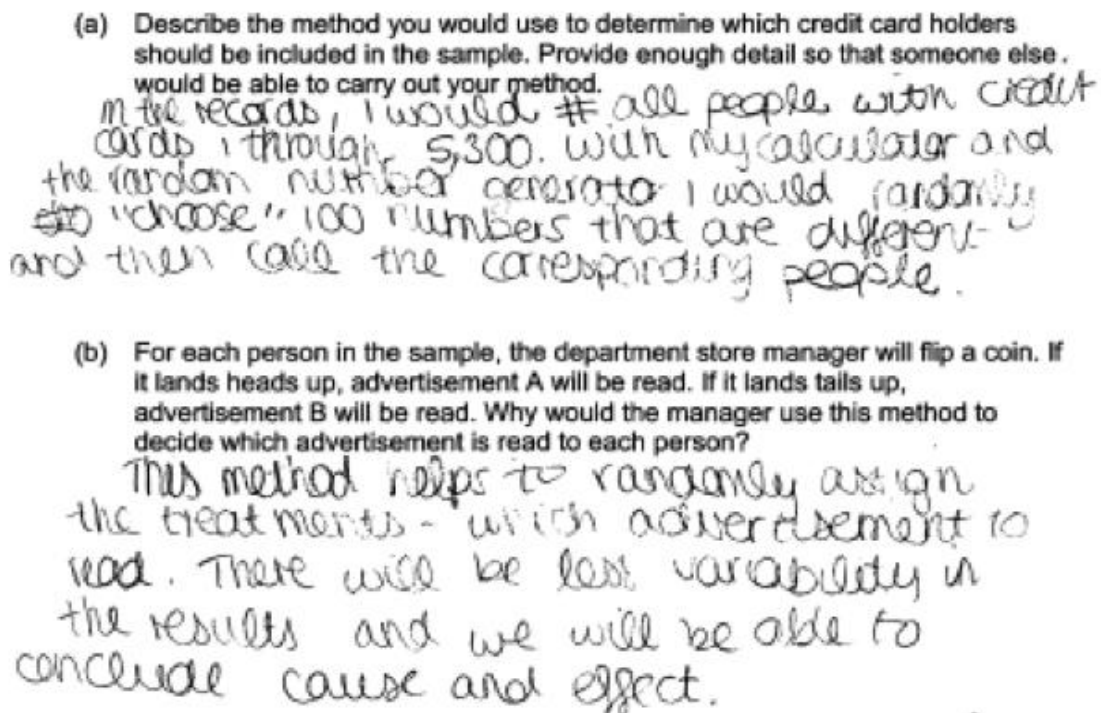 (a) Describe the method you would use to determine which credit card holders
should be included in the sample. Provide enough detail so that someone else.
would be able to carry out your method.
In the records, I would # all people with credit
cards 1 through 5,300. With my calculator and
the random number generator I would randomly
"choose" 100 numbers that are different
and then call the corresponding people.
(b) For each person in the sample, the department store manager will flip a coin. If
it lands heads up, advertisement A will be read. If it lands tails up,
advertisement B will be read. Why would the manager use this method to
decide which advertisement is read to each person?
This method helps to randomly assign
the treatments - which advertisement to
read. There will be less variability in
the results and we will be able to
conclude cause and effect.